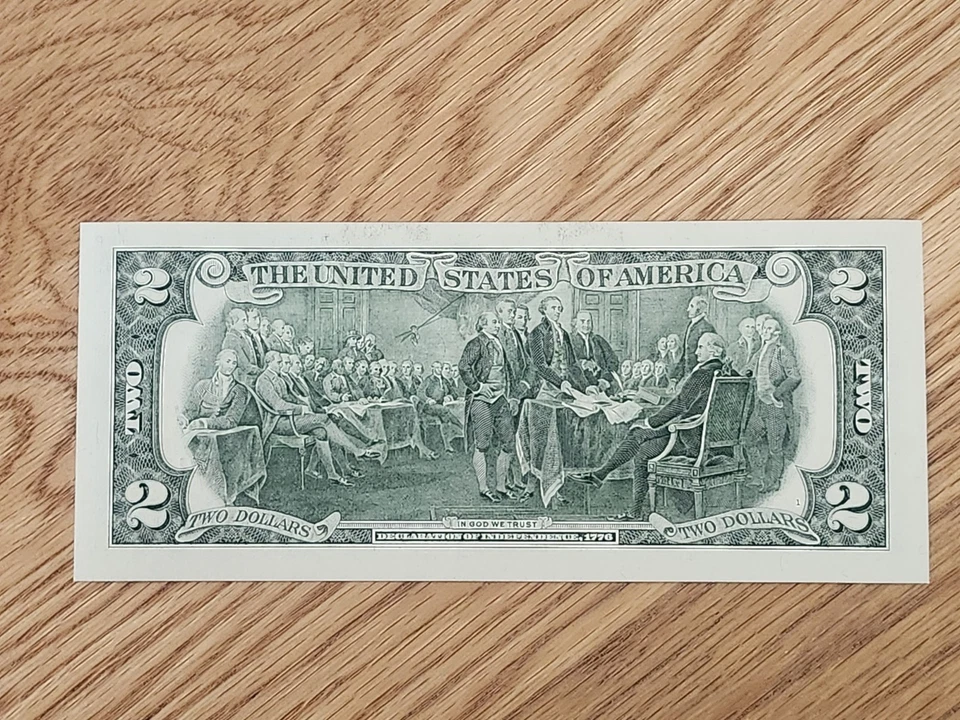 THE UNITED STATES OF AMERICA
2
2
TWO
TWO
2
2
TWO DOLLARS
TWO DOLLARS
IN GOD WE TRUST
DECLARATION OF INDEPENDENCE, 1776
1